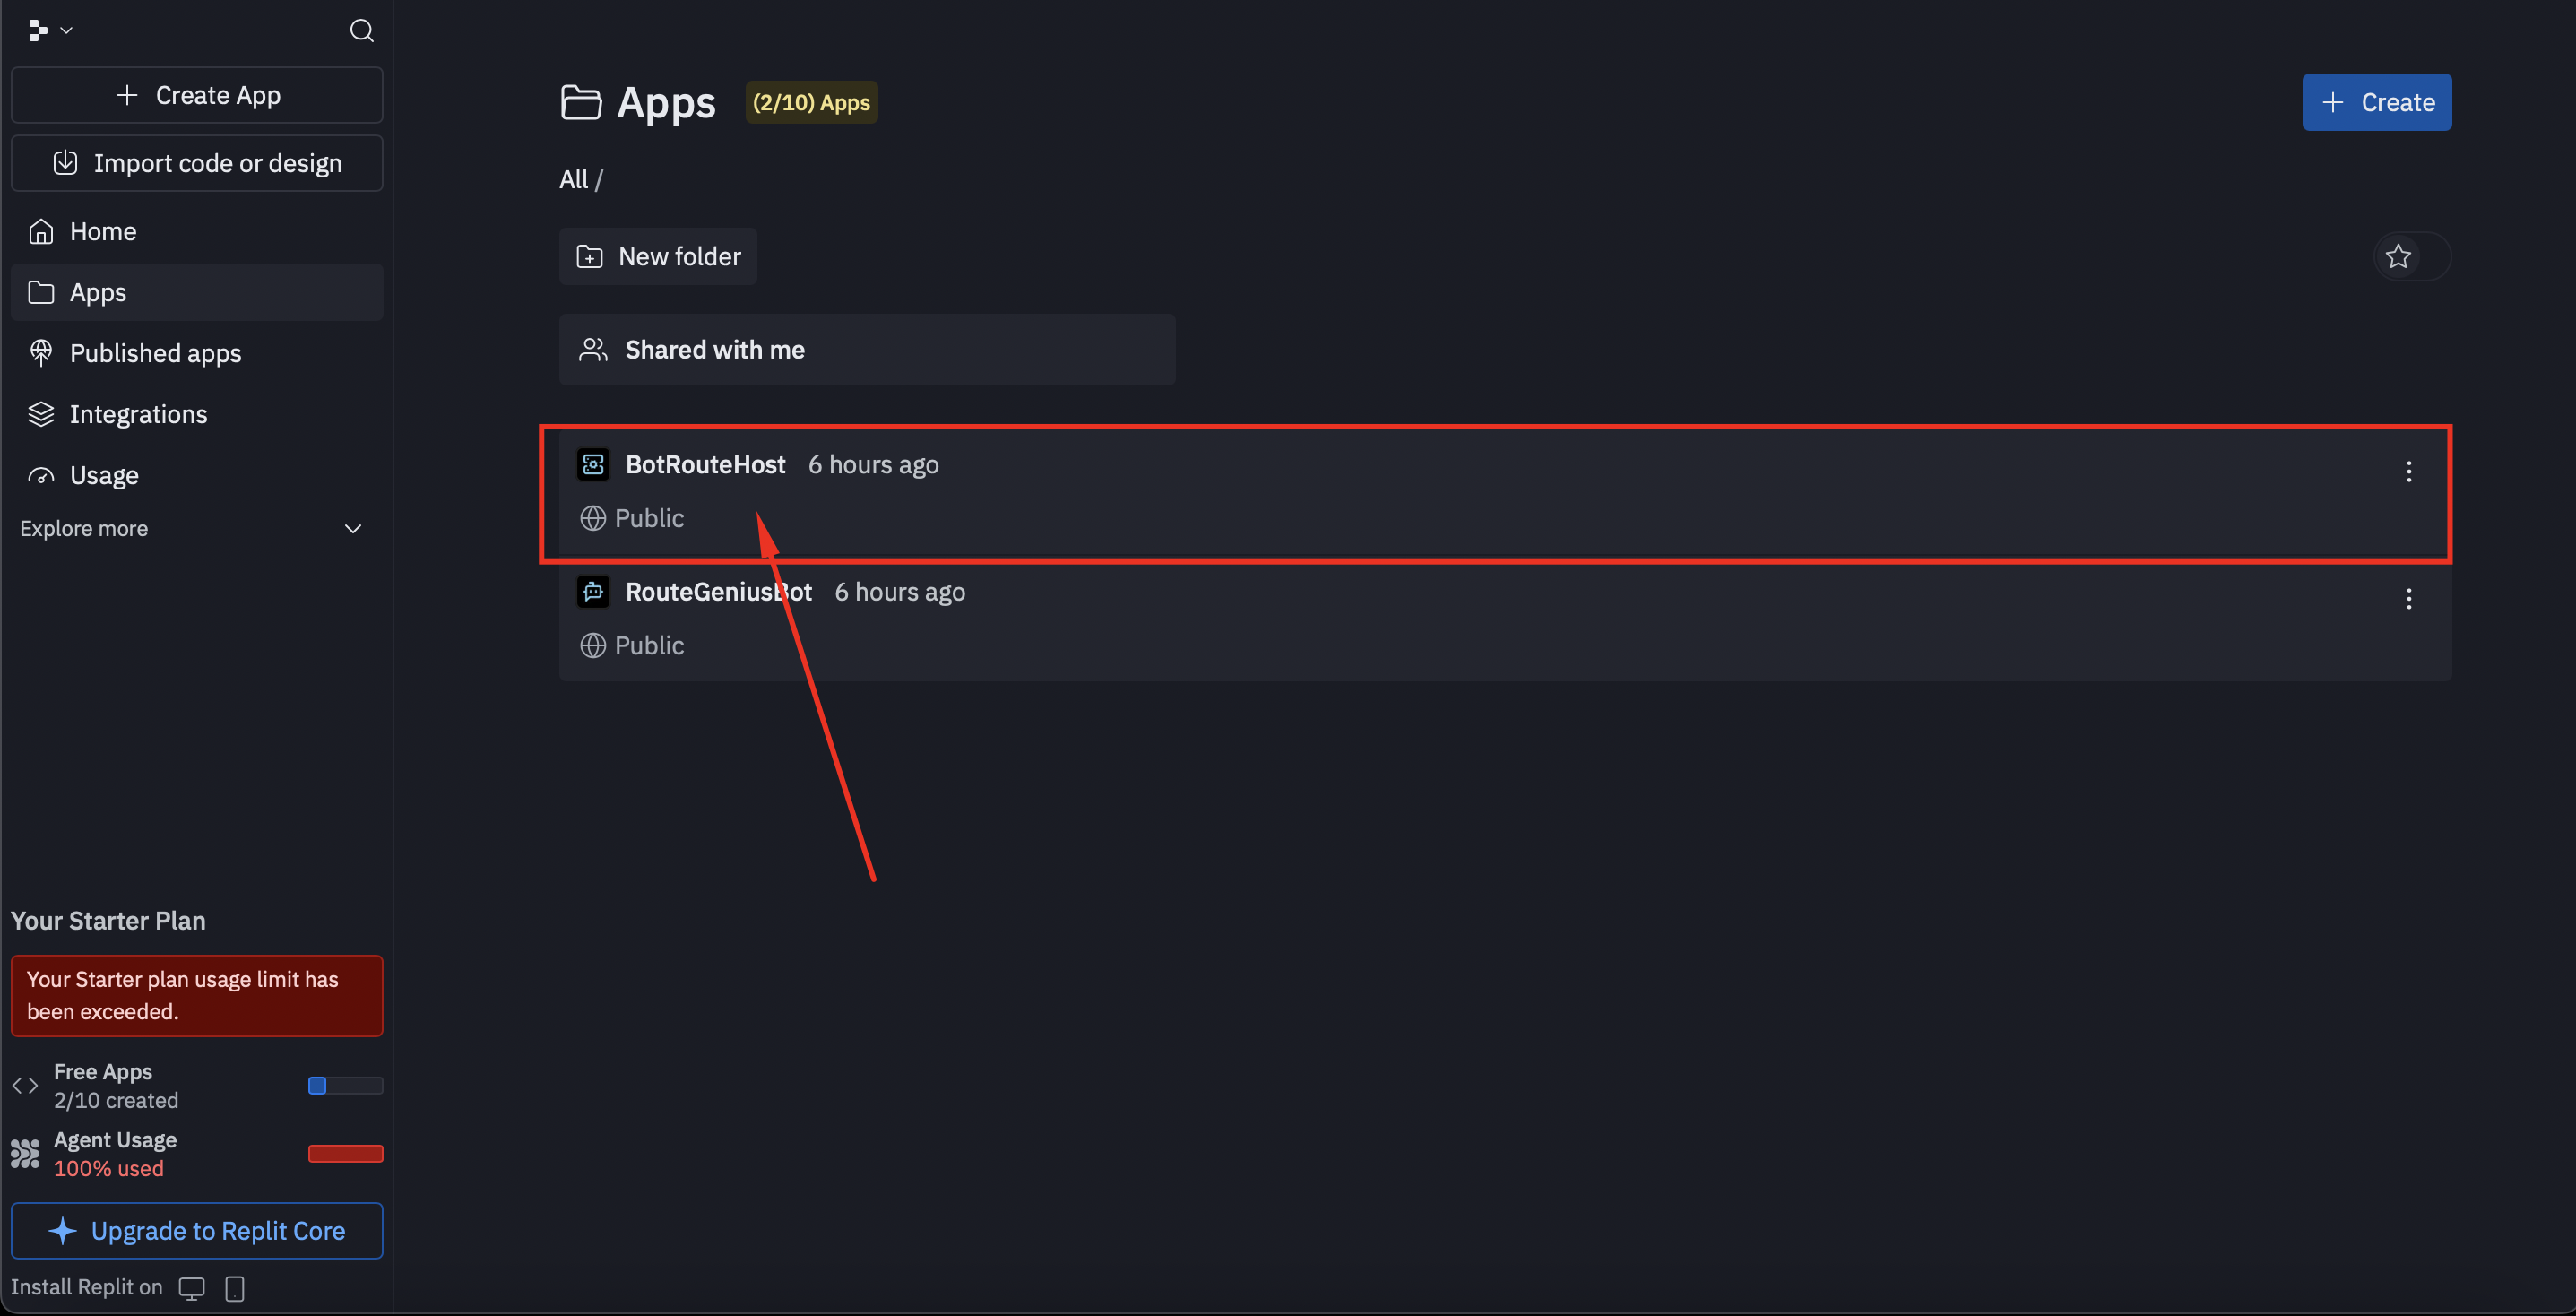 Create App
Import code or design
Home
Apps
Published apps
Integrations
Usage
Explore more
Your Starter Plan
Your Starter plan usage limit has
been exceeded.
Free Apps
2/10 created
Agent Usage
100% used
Upgrade to Replit Core
Install Replit on
Apps (2/10) Apps
Create
All /
New folder
Shared with me
BotRouteHost 6 hours ago
Public
RouteGeniusBot 6 hours ago
Public